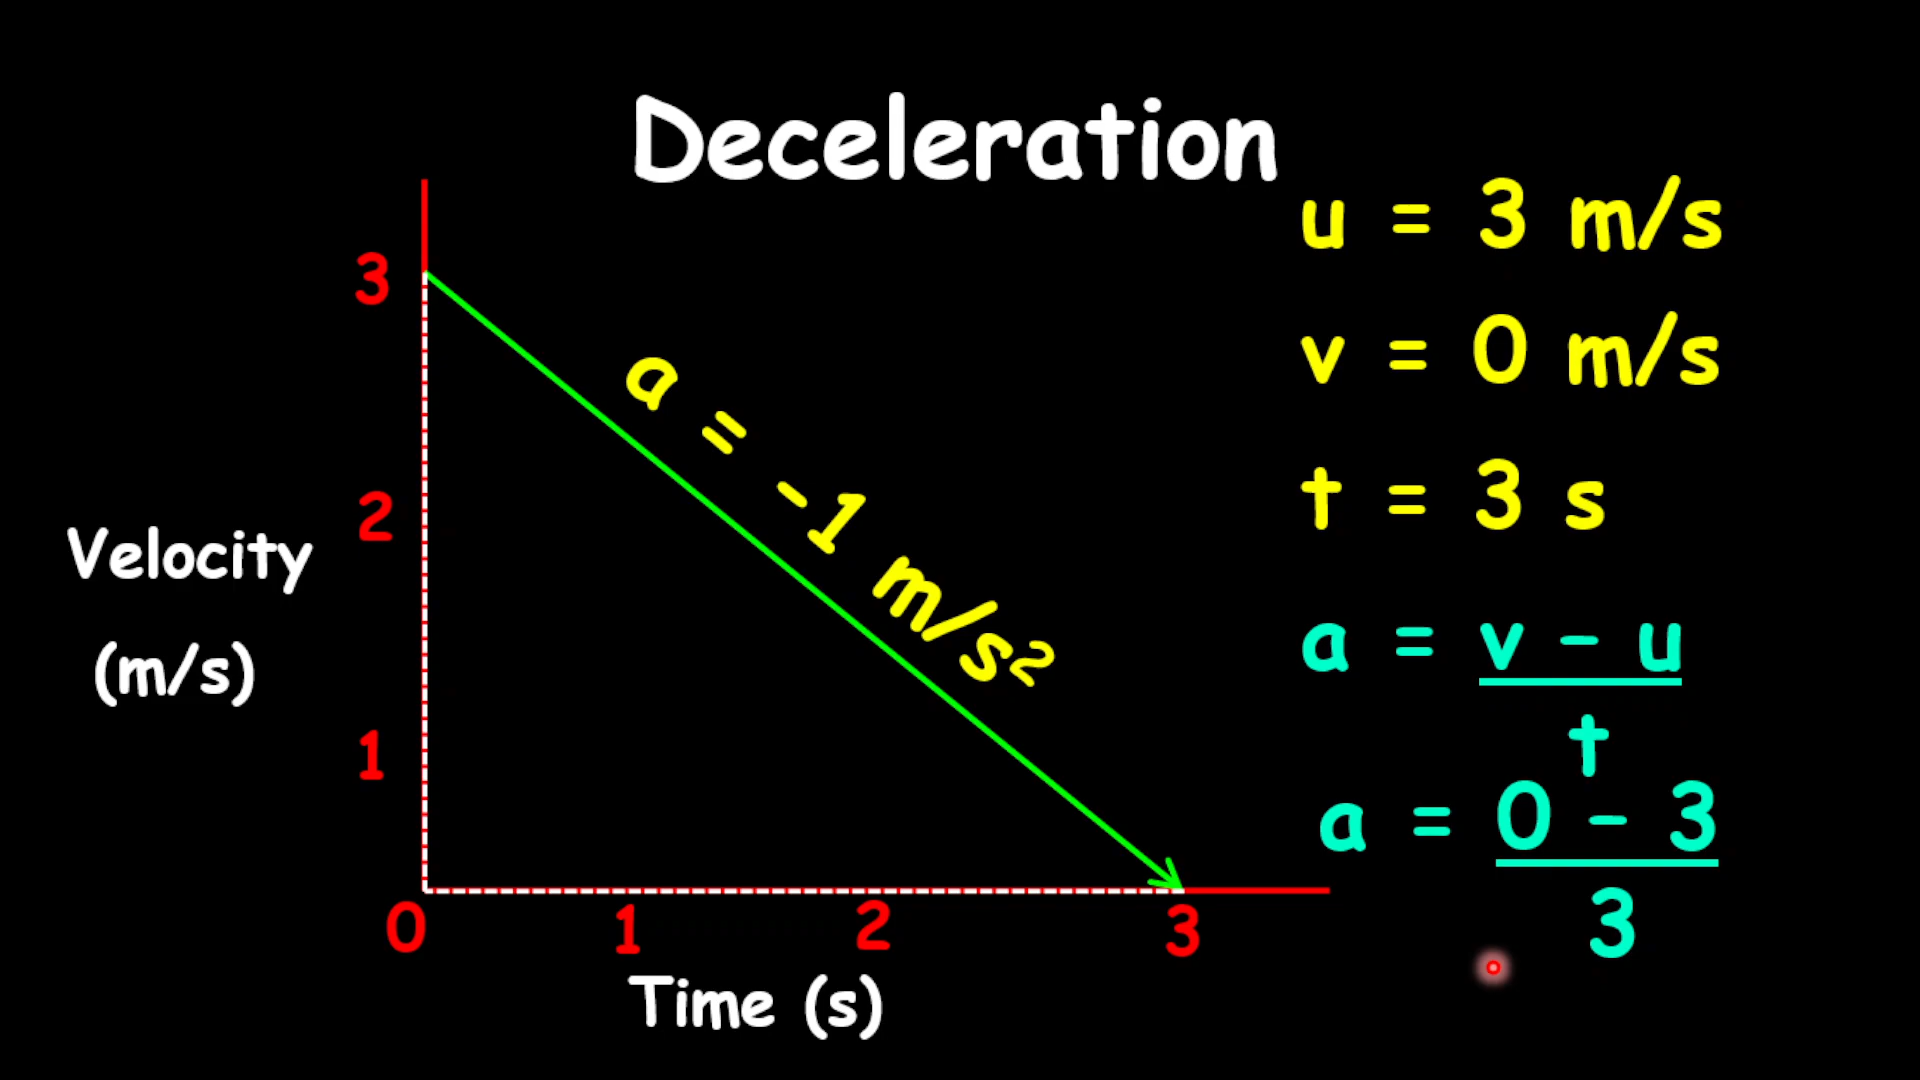 Deceleration
3
2
1
Velocity
(m/s)
a = -1 m/s²
0 1 2 3
Time (s)
u = 3 m/s
v = 0 m/s
t = 3 s
a = v - u
t
a = 0 - 3
3